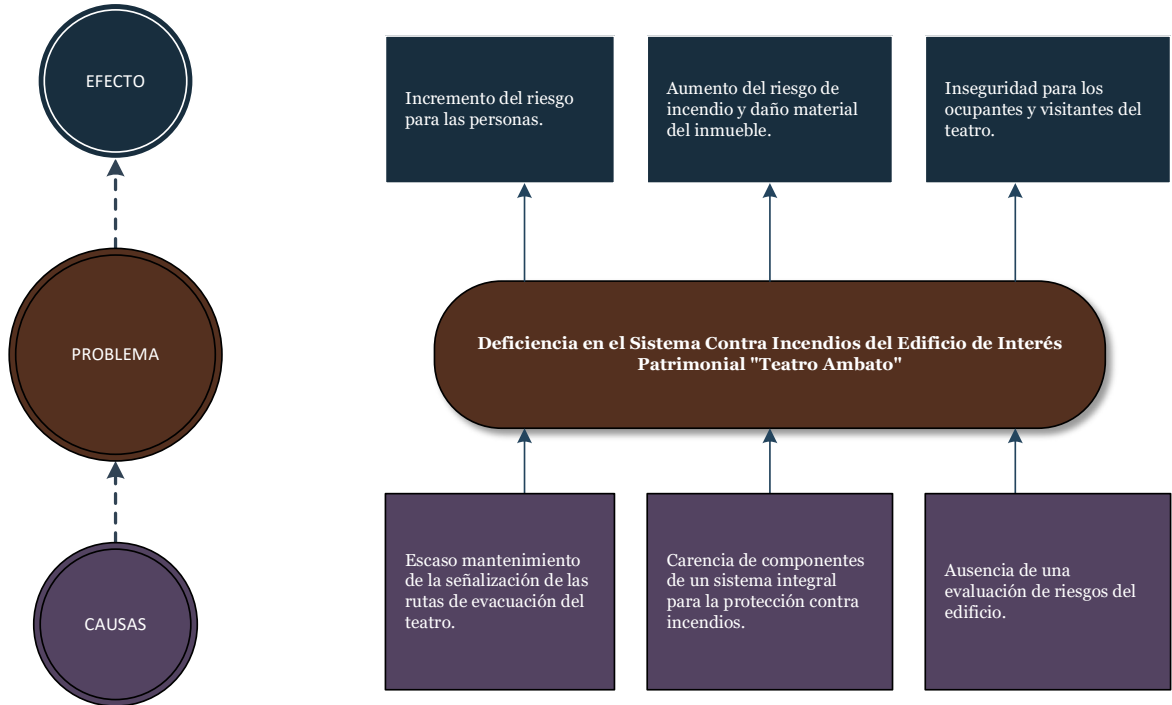 EFECTO
Incremento del riesgo
para las personas.
Aumento del riesgo de
incendio y daño material
del inmueble.
Inseguridad para los
ocupantes y visitantes del
teatro.
PROBLEMA
Deficiencia en el Sistema Contra Incendios del Edificio de Interés
Patrimonial "Teatro Ambato"
CAUSAS
Escaso mantenimiento
de la señalización de las
rutas de evacuación del
teatro.
Carencia de componentes
de un sistema integral
para la protección contra
incendios.
Ausencia de una
evaluación de riesgos del
edificio.